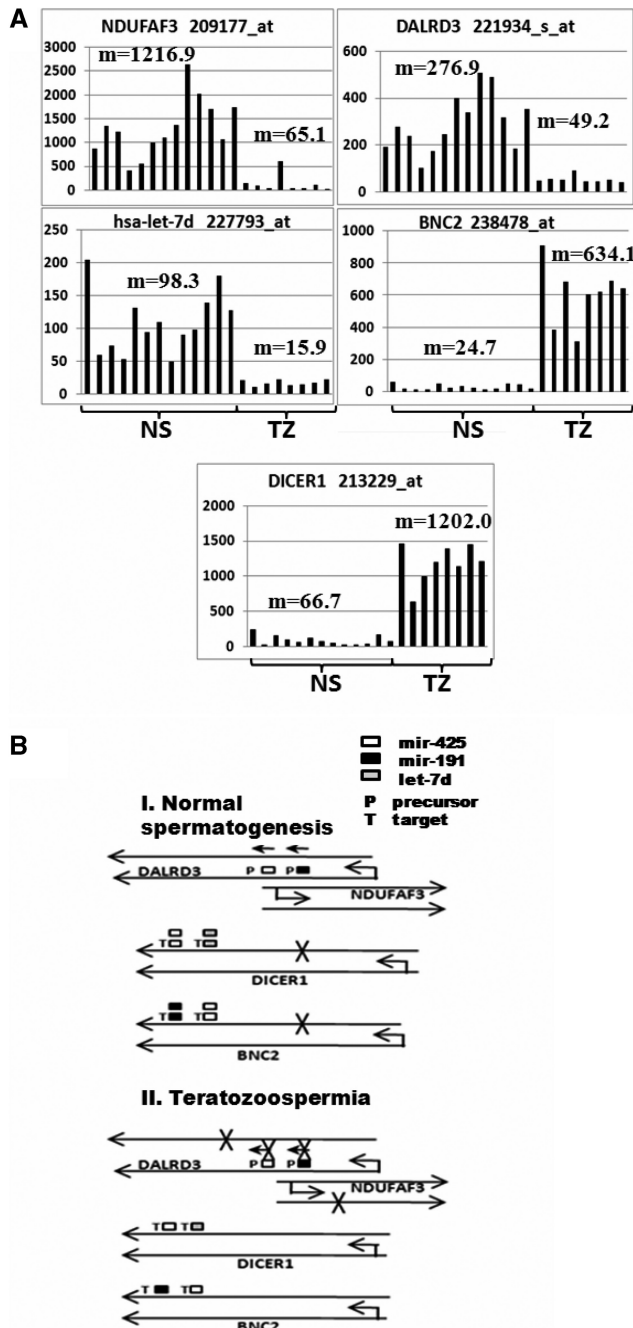 A
NDUFAF3 209177_at
3000
2500
2000
1500
1000
500
0
m=1216.9
m=65.1
DALRD3 221934_s_at
600
400
200
0
m=276.9
m=49.2
hsa-let-7d 227793_at
250
200
150
100
50
0
m=98.3
m=15.9
BNC2 238478_at
1000
800
600
400
200
0
m=634.1
m=24.7
NS TZ NS TZ
DICER1 213229_at
2000
1500
1000
500
0
m=1202.0
m=66.7
NS TZ
B
mir-425
mir-191
let-7d
P precursor
T target
I. Normal
spermatogenesis
P P
DALRD3
NDUFAF3
T T
DICER1
T T
BNC2
II. Teratozoospermia
P P
DALRD3
NDUFAF3
T T
DICER1
T T
BNC2